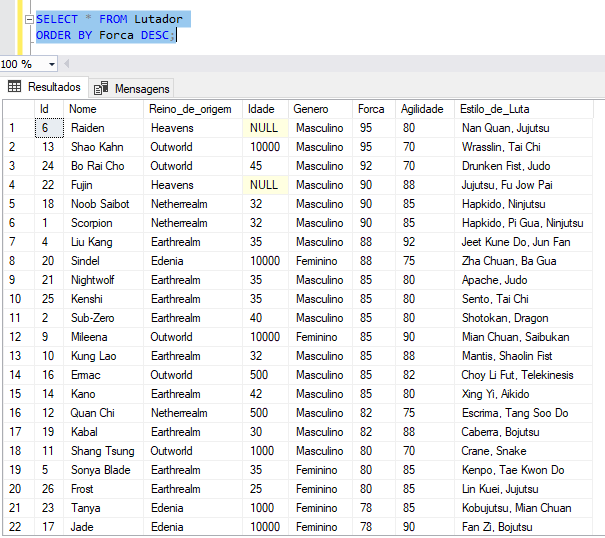 SELECT * FROM Lutador
ORDER BY Forca DESC;
100 %
Resultados Mensagens
Id Nome Reino_de_origem Idade Genero Forca Agilidade Estilo_de_Luta
1 6 Raiden Heavens NULL Masculino 95 80 Nan Quan, Jujutsu
2 13 Shao Kahn Outworld 10000 Masculino 95 70 Wrasslin, Tai Chi
3 24 Bo Rai Cho Outworld 45 Masculino 92 70 Drunken Fist, Judo
4 22 Fujin Heavens NULL Masculino 90 88 Jujutsu, Fu Jow Pai
5 18 Noob Saibot Netherrealm 32 Masculino 90 85 Hapkido, Ninjutsu
6 1 Scorpion Netherrealm 32 Masculino 90 85 Hapkido, Pi Gua, Ninjutsu
7 4 Liu Kang Earthrealm 35 Masculino 88 92 Jeet Kune Do, Jun Fan
8 20 Sindel Edenia 10000 Feminino 88 75 Zha Chuan, Ba Gua
9 21 Nightwolf Earthrealm 35 Masculino 85 80 Apache, Judo
10 25 Kenshi Earthrealm 35 Masculino 85 80 Sento, Tai Chi
11 2 Sub-Zero Earthrealm 40 Masculino 85 80 Shotokan, Dragon
12 9 Mileena Outworld 10000 Feminino 85 90 Mian Chuan, Saibukan
13 10 Kung Lao Earthrealm 32 Masculino 85 88 Mantis, Shaolin Fist
14 16 Ermac Outworld 500 Masculino 85 82 Choy Li Fut, Telekinesis
15 14 Kano Earthrealm 42 Masculino 85 80 Xing Yi, Aikido
16 12 Quan Chi Netherrealm 500 Masculino 82 75 Escrima, Tang Soo Do
17 19 Kabal Earthrealm 30 Masculino 82 88 Caberra, Bojutsu
18 11 Shang Tsung Outworld 1000 Masculino 80 70 Crane, Snake
19 5 Sonya Blade Earthrealm 35 Feminino 80 85 Kenpo, Tae Kwon Do
20 26 Frost Earthrealm 25 Feminino 80 85 Lin Kuei, Jujutsu
21 23 Tanya Edenia 1000 Feminino 78 85 Kobujutsu, Mian Chuan
22 17 Jade Edenia 10000 Feminino 78 90 Fan Zi, Bojutsu